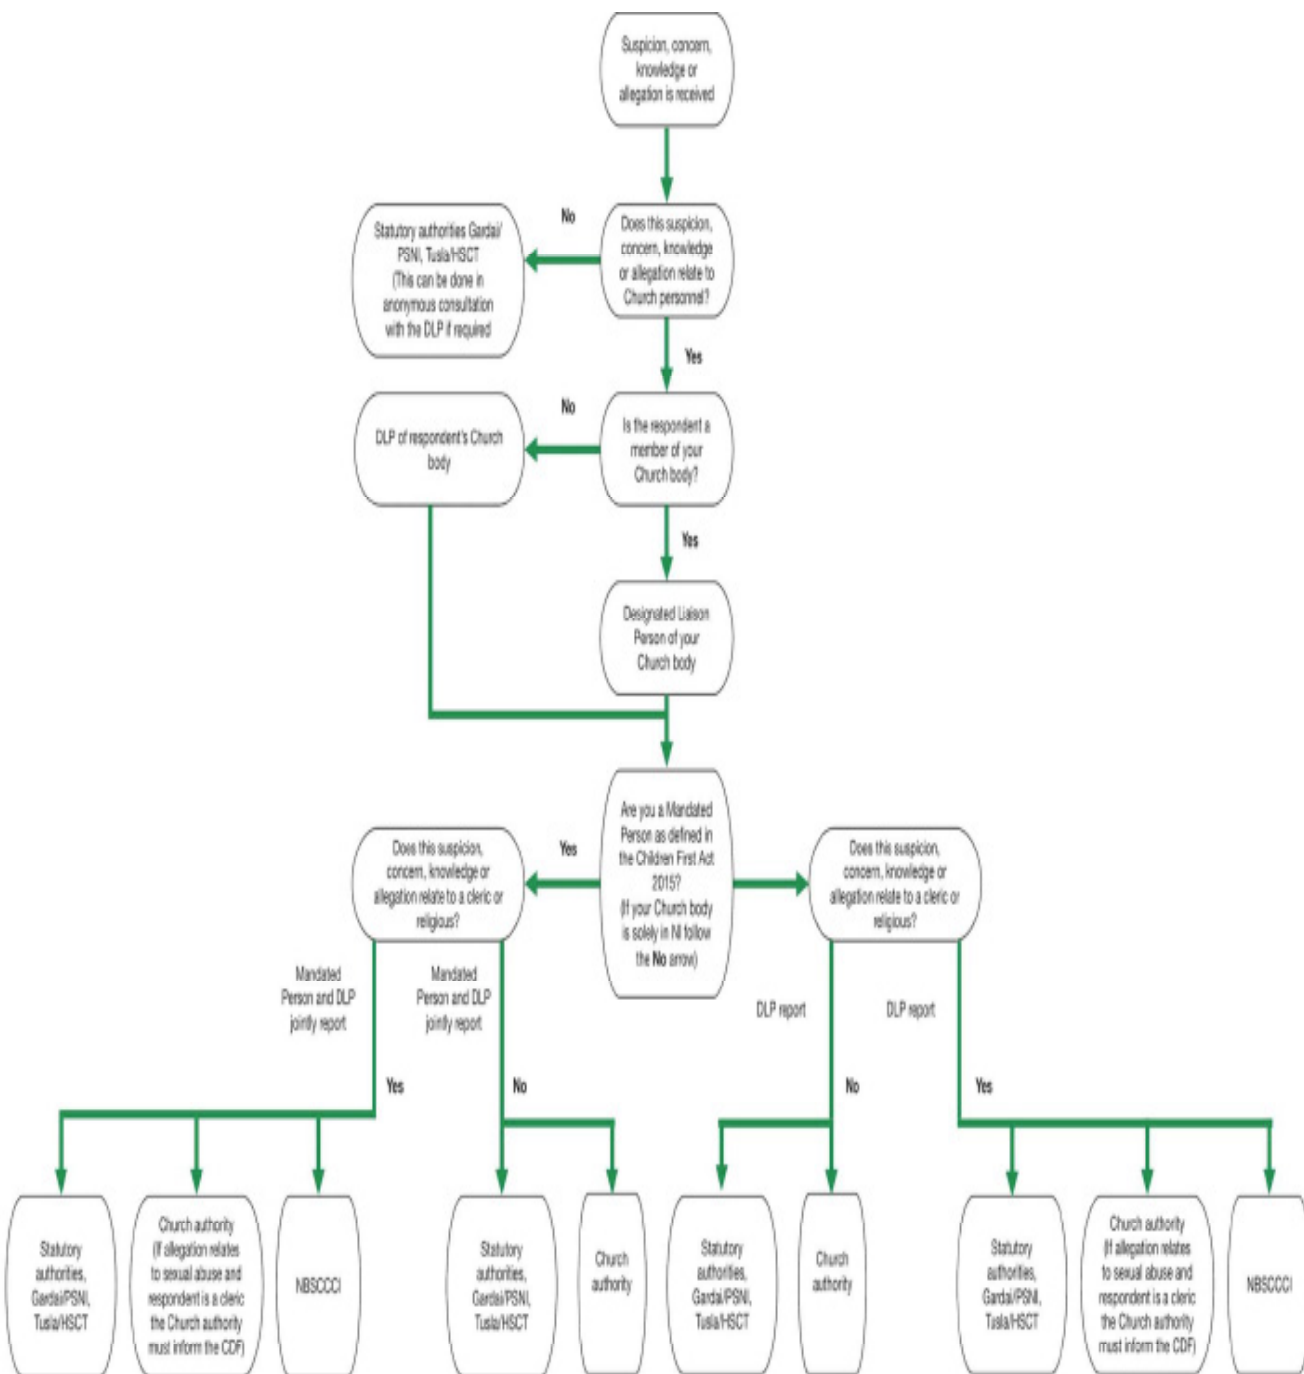 Suspicion, concern,
knowledge or
allegation is received
No
Statutory authorities Gardai/
PSNI, Tusla/HSCT
(This can be done in
anonymous consultation
with the DLP if required
Does this suspicion,
concern, knowledge
or allegation relate to
Church personnel?
Yes
No
DLP of respondent's Church
body
Is the respondent a
member of your
Church body?
Yes
Designated Liaison
Person of your
Church body
Does this suspicion,
concern, knowledge or
allegation relate to a cleric or
religious?
Yes
Are you a Mandated
Person as defined in
the Children First Act
2015?
(If your Church body
is solely in NI follow
the No arrow)
Does this suspicion,
concern, knowledge or
allegation relate to a cleric or
religious?
Mandated
Person and DLP
jointly report
Mandated
Person and DLP
jointly report
DLP report
DLP report
Yes
No
No
Yes
Statutory
authorities,
Gardai/PSNI,
Tusla/HSCT
Church authority
(If allegation relates
to sexual abuse and
respondent is a cleric
the Church authority
must inform the CDF)
NBSCCCI
Statutory
authorities,
Gardai/PSNI,
Tusla/HSCT
Church
authority
Statutory
authorities,
Gardai/PSNI,
Tusla/HSCT
Church
authority
Statutory
authorities,
Gardai/PSNI,
Tusla/HSCT
Church authority
(If allegation relates
to sexual abuse and
respondent is a cleric
the Church authority
must inform the CDF)
NBSCCCI